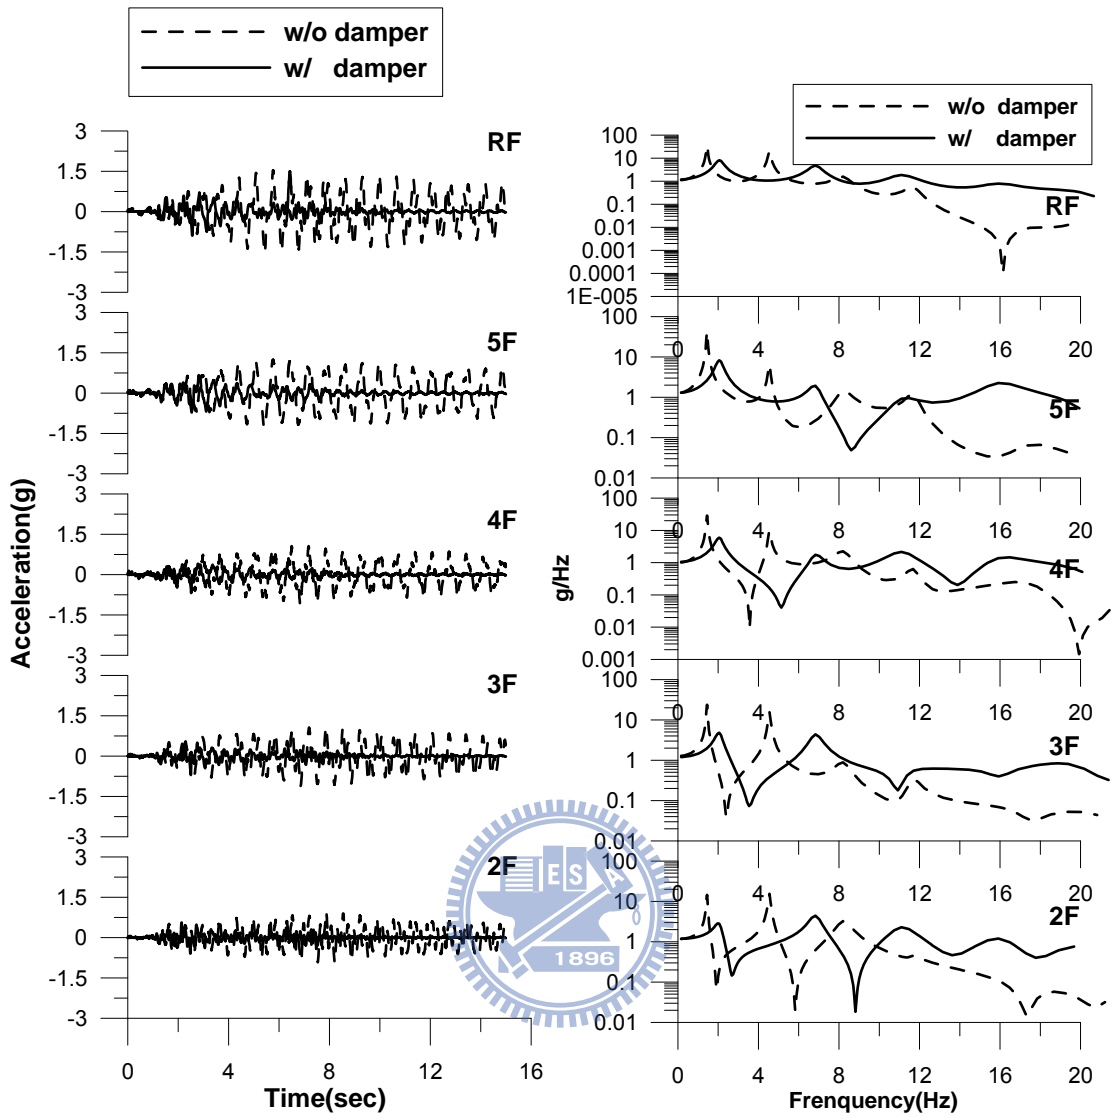 w/o damper
w/ damper
3
1.5
0
-1.5
-3
RF
3
1.5
0
-1.5
-3
5F
3
1.5
0
-1.5
-3
4F
3
1.5
0
-1.5
-3
3F
3
1.5
0
-1.5
-3
2F
Acceleration(g)
0 4 8 12 16
Time(sec)
w/o damper
w/ damper
100
10
1
0.1
0.01
0.001
0.0001
1E-005
RF
0 4 8 12 16 20
100
10
1
0.1
0.01
5F
0 4 8 12 16 20
100
10
1
0.1
0.01
0.001
4F
0 4 8 12 16 20
100
10
1
0.1
0.01
3F
0 4 8 12 16 20
100
10
1
0.1
0.01
2F
g/Hz
0 4 8 12 16 20
Frenquency(Hz)
E S A
1896